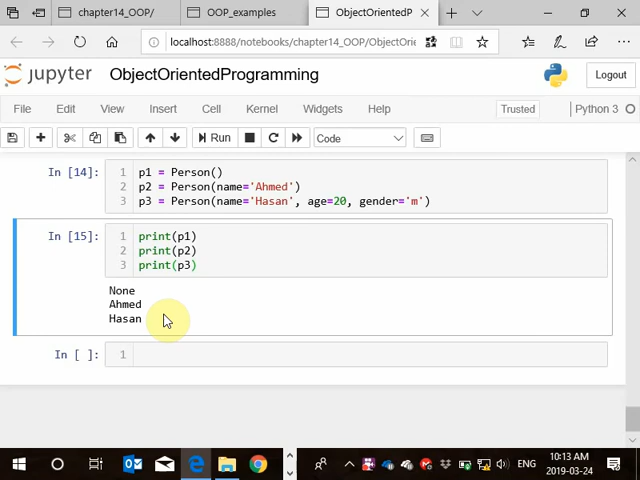 chapter14_OOP/
OOP_examples
ObjectOrientedP
localhost:8888/notebooks/chapter14_OOP/ObjectOrie
jupyter
ObjectOrientedProgramming
Logout
File Edit View Insert Cell Kernel Widgets Help
Trusted
Python 3
Run
Code
In [14]:
1 p1 = Person()
2 p2 = Person(name='Ahmed')
3 p3 = Person(name='Hasan', age=20, gender='m')
In [15]:
1 print(p1)
2 print(p2)
3 print(p3)
None
Ahmed
Hasan
In [ ]:
1
ENG
10:13 AM
2019-03-24